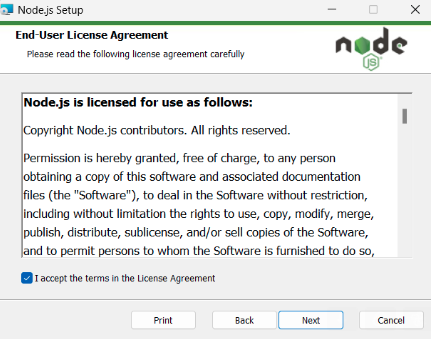 Node.js Setup
End-User License Agreement
Please read the following license agreement carefully
node
JS
Node.js is licensed for use as follows:
Copyright Node.js contributors. All rights reserved.
Permission is hereby granted, free of charge, to any person
obtaining a copy of this software and associated documentation
files (the "Software"), to deal in the Software without restriction,
including without limitation the rights to use, copy, modify, merge,
publish, distribute, sublicense, and/or sell copies of the Software,
and to permit persons to whom the Software is furnished to do so,
I accept the terms in the License Agreement
Print
Back
Next
Cancel